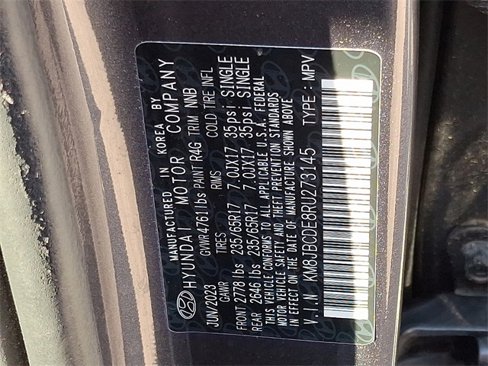 MANUFACTURED IN KOREA BY
HYUNDAI MOTOR COMPANY
JUN/2023 GVWR 4761lbs PAINT R4G TRIM NNB
GAWR TIRES RIMS COLD TIRE INFL
FRONT 2778 lbs 235/65R17 7.0JX17 35psi SINGLE
REAR 2646 lbs 235/65R17 7.0JX17 35psi SINGLE
THIS VEHICLE CONFORMS TO ALL APPLICABLE U.S.A. FEDERAL
MOTOR VEHICLE SAFETY AND THEFT PREVENTION STANDARDS
IN EFFECT ON THE DATE OF MANUFACTURE SHOWN ABOVE
V.I.N. KM8JBCDE8RU273145 TYPE : MPV